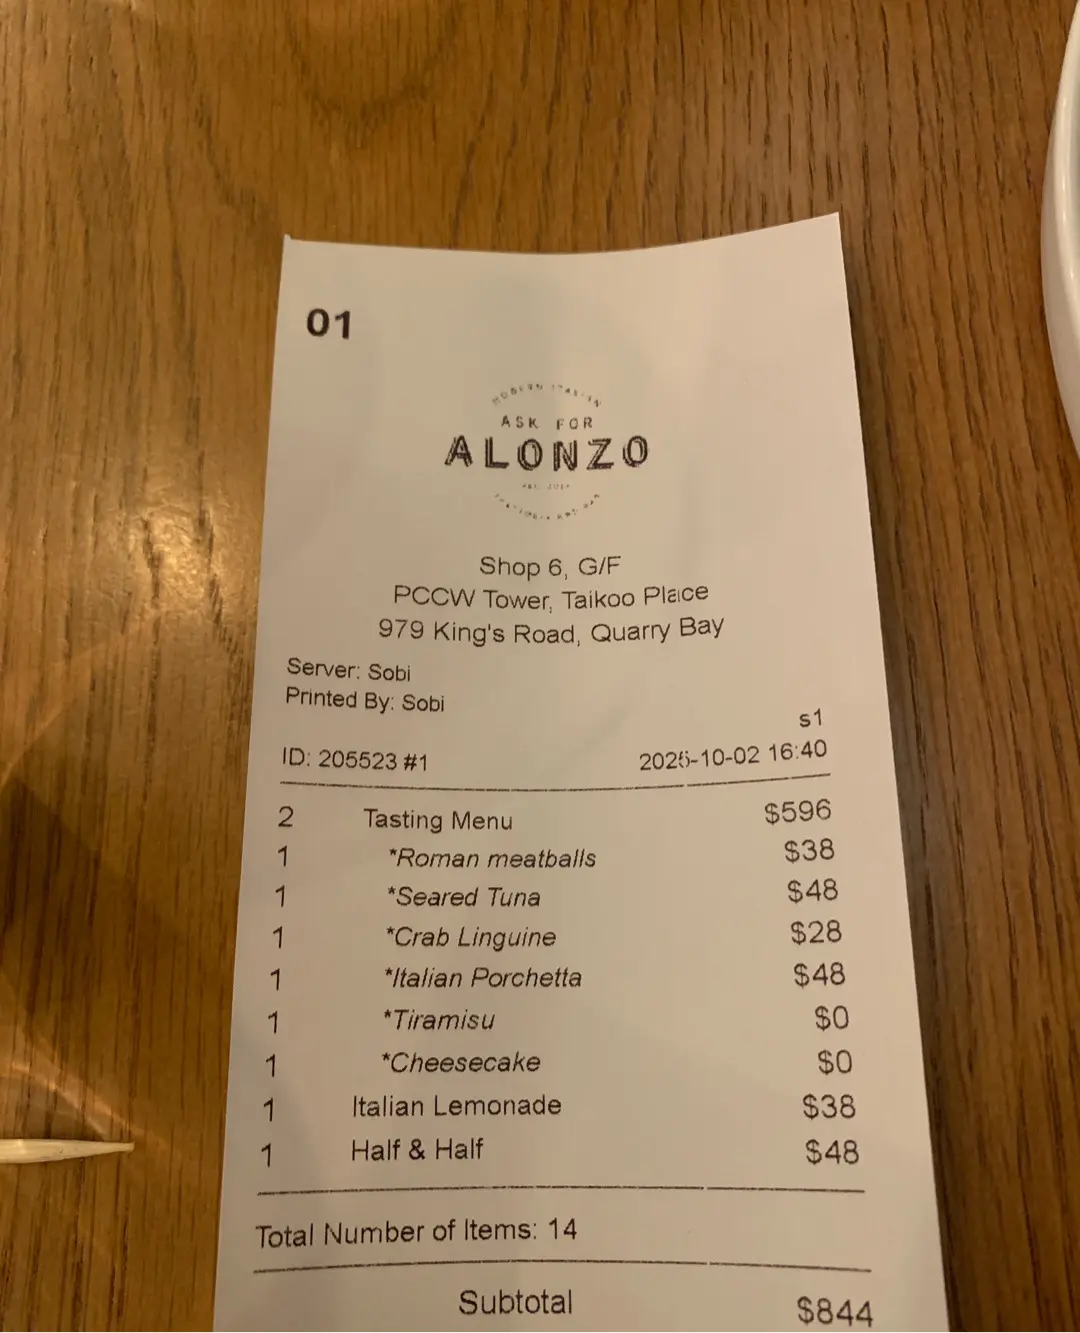 01
MODERN ITALIAN
ASK FOR
ALONZO
Shop 6, G/F
PCCW Tower, Taikoo Place
979 King's Road, Quarry Bay
Server: Sobi
Printed By: Sobi
s1
ID: 205523 #1 2025-10-02 16:40
2 Tasting Menu $596
1 *Roman meatballs $38
1 *Seared Tuna $48
1 *Crab Linguine $28
1 *Italian Porchetta $48
1 *Tiramisu $0
1 *Cheesecake $0
1 Italian Lemonade $38
1 Half & Half $48
Total Number of Items: 14
Subtotal $844